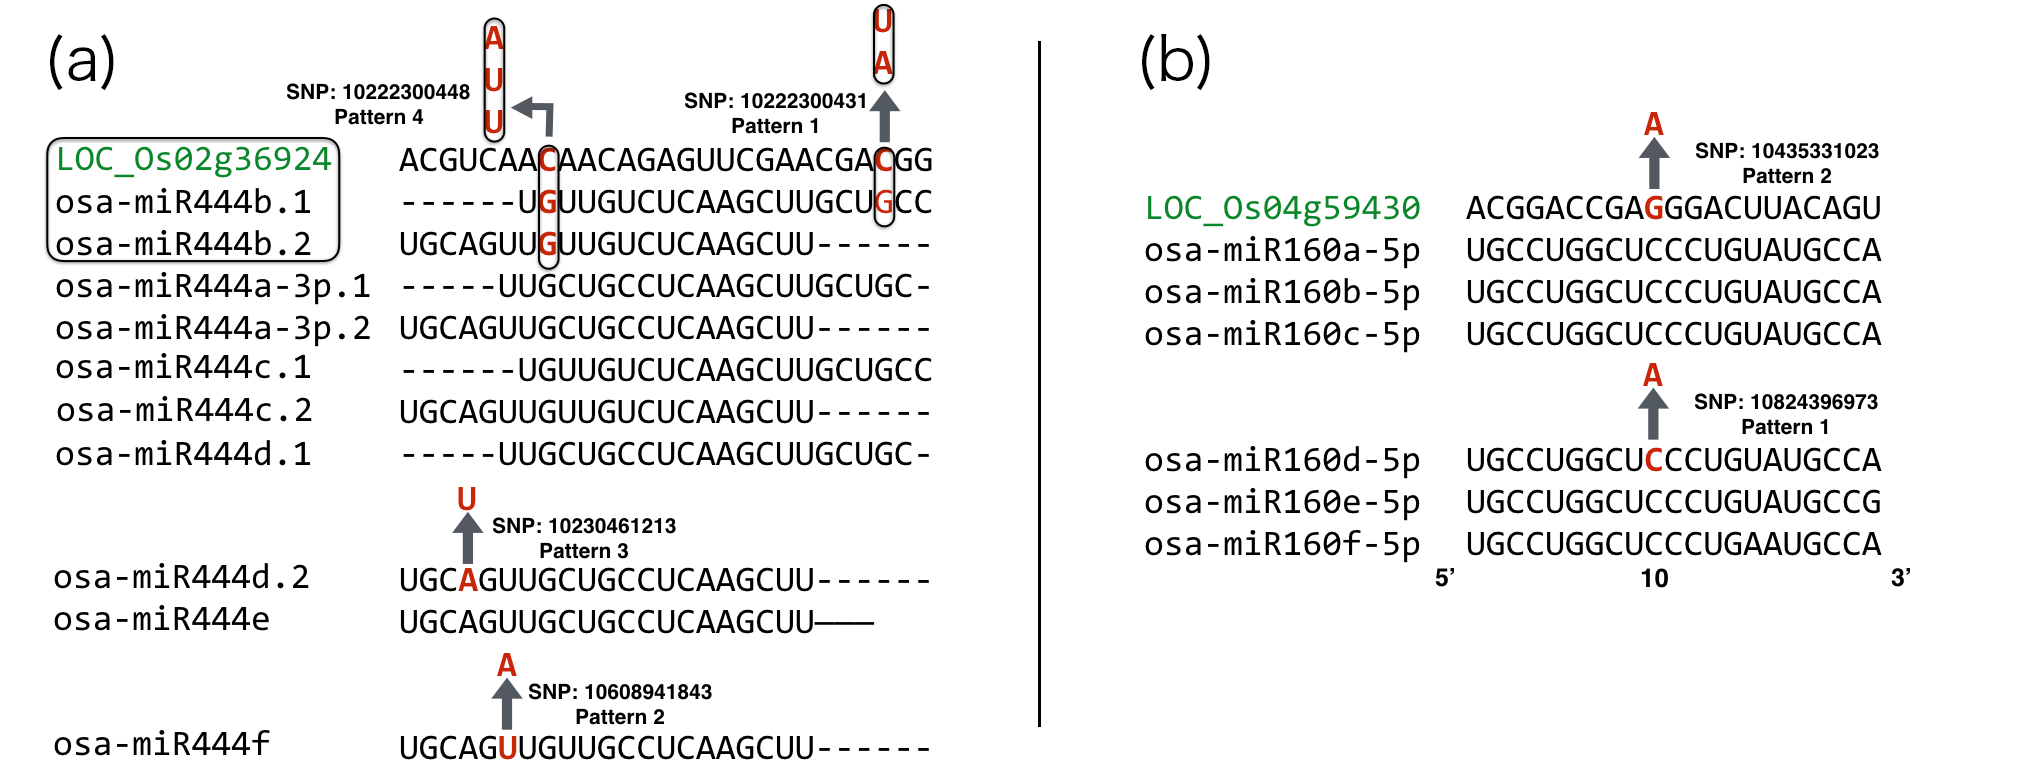 (a)
A
U
U
SNP: 10222300448
Pattern 4
U
A
SNP: 10222300431
Pattern 1
LOC_Os02g36924 ACGUCAACAACAGAGUUCGAACGACGG
osa-miR444b.1 ------UGUUGUCUCAAGCUUGCUGCC
osa-miR444b.2 UGCAGUUGUUGUCUCAAGCUU------
osa-miR444a-3p.1 -----UUGCUGCCUCAAGCUUGCUGC-
osa-miR444a-3p.2 UGCAGUUGCUGCCUCAAGCUU------
osa-miR444c.1 ------UGUUGUCUCAAGCUUGCUGCC
osa-miR444c.2 UGCAGUUGUUGUCUCAAGCUU------
osa-miR444d.1 -----UUGCUGCCUCAAGCUUGCUGC-
U
SNP: 10230461213
Pattern 3
osa-miR444d.2 UGCAGUUGCUGCCUCAAGCUU------
osa-miR444e UGCAGUUGCUGCCUCAAGCUU———
A
SNP: 10608941843
Pattern 2
osa-miR444f UGCAGUUGUUGCCUCAAGCUU------
(b)
A
SNP: 10435331023
Pattern 2
LOC_Os04g59430 ACGGACCGAGGGACUUACAGU
osa-miR160a-5p UGCCUGGCUCCCUGUAUGCCA
osa-miR160b-5p UGCCUGGCUCCCUGUAUGCCA
osa-miR160c-5p UGCCUGGCUCCCUGUAUGCCA
A
SNP: 10824396973
Pattern 1
osa-miR160d-5p UGCCUGGCUCCCUGUAUGCCA
osa-miR160e-5p UGCCUGGCUCCCUGUAUGCCG
osa-miR160f-5p UGCCUGGCUCCCUGAAUGCCA
5’ 10 3’